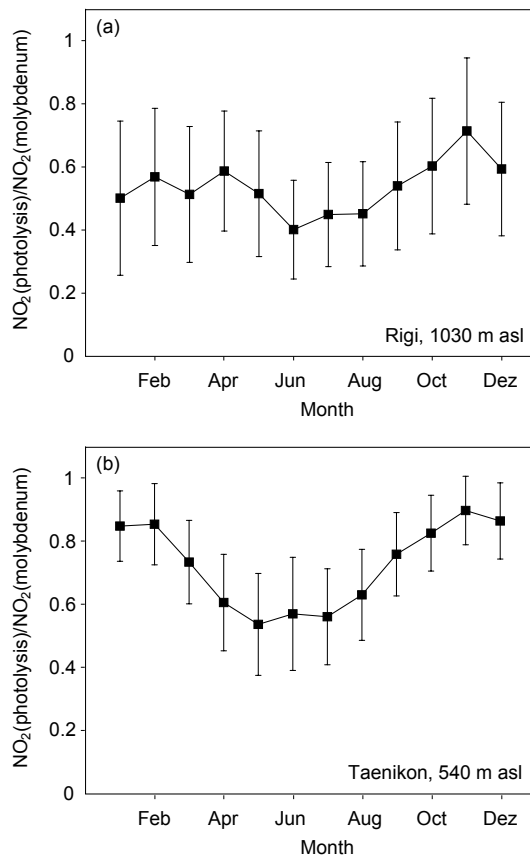 (a)
1
0.8
0.6
0.4
0.2
0
NO₂(photolysis)/NO₂(molybdenum)
Rigi, 1030 m asl
Feb Apr Jun Aug Oct Dez
Month
(b)
1
0.8
0.6
0.4
0.2
0
NO₂(photolysis)/NO₂(molybdenum)
Taenikon, 540 m asl
Feb Apr Jun Aug Oct Dez
Month